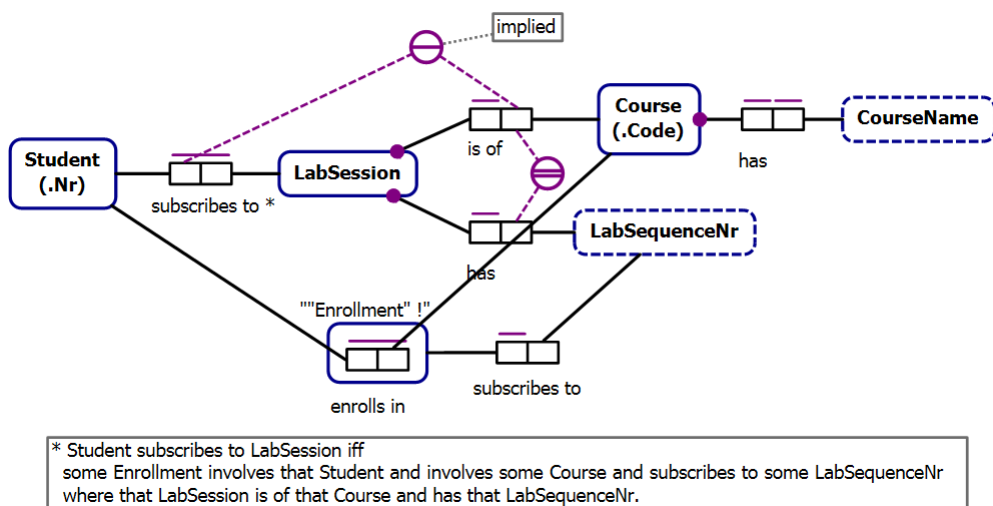 implied
Course
(.Code)
CourseName
is of
has
Student
(.Nr)
LabSession
subscribes to *
LabSequenceNr
has
""Enrollment" !"
subscribes to
enrolls in
* Student subscribes to LabSession iff
some Enrollment involves that Student and involves some Course and subscribes to some LabSequenceNr
where that LabSession is of that Course and has that LabSequenceNr.